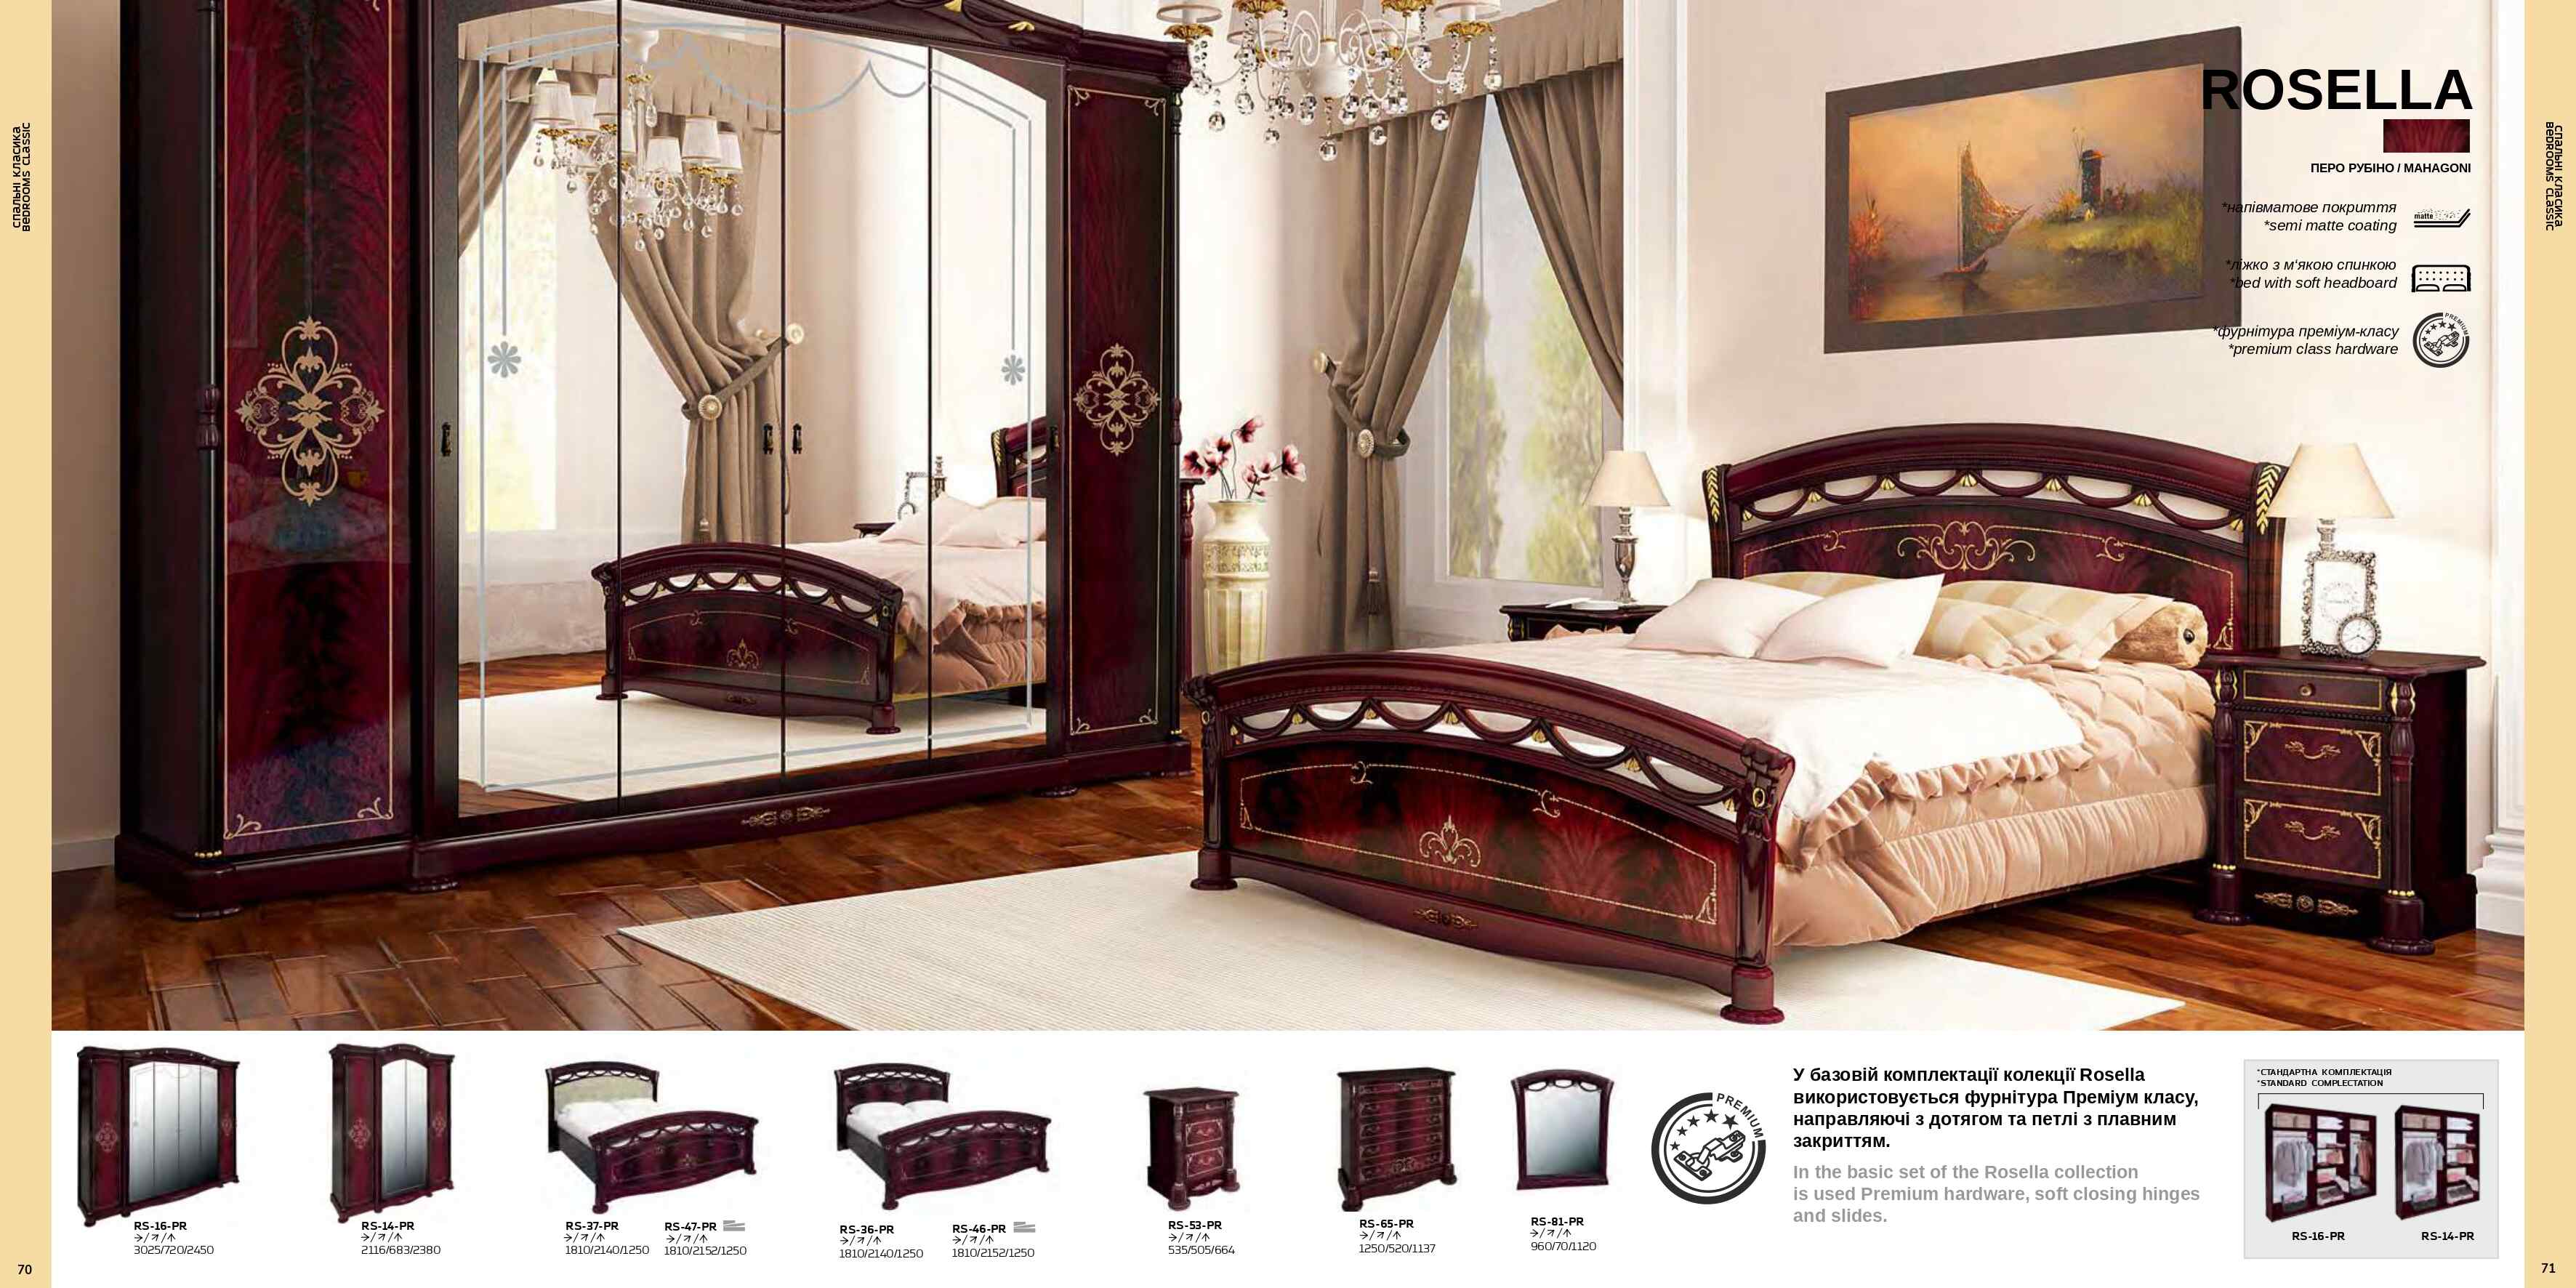 СПАЛЬНІ КЛАСИКА
BEDROOMS CLASSIC
ROSELLA
ПЕРО РУБІНО / MAHAGONI
*напівматове покриття
*semi matte coating
matte
*ліжко з м'якою спинкою
*bed with soft headboard
*фурнітура преміум-класу
*premium class hardware
PREMIUM
СПАЛЬНІ КЛАСИКА
BEDROOMS CLASSIC
RS-16-PR
3025/720/2450
RS-14-PR
2116/683/2380
RS-37-PR
1810/2140/1250
RS-47-PR
1810/2152/1250
RS-36-PR
1810/2140/1250
RS-46-PR
1810/2152/1250
RS-53-PR
535/505/664
RS-65-PR
1250/520/1137
RS-81-PR
960/70/1120
PREMIUM
У базовій комплектації колекції Rosella
використовується фурнітура Преміум класу,
направляючі з дотягом та петлі з плавним
закриттям.
In the basic set of the Rosella collection
is used Premium hardware, soft closing hinges
and slides.
*СТАНДАРТНА КОМПЛЕКТАЦІЯ
*STANDARD COMPLECTATION
RS-16-PR
RS-14-PR
70
71